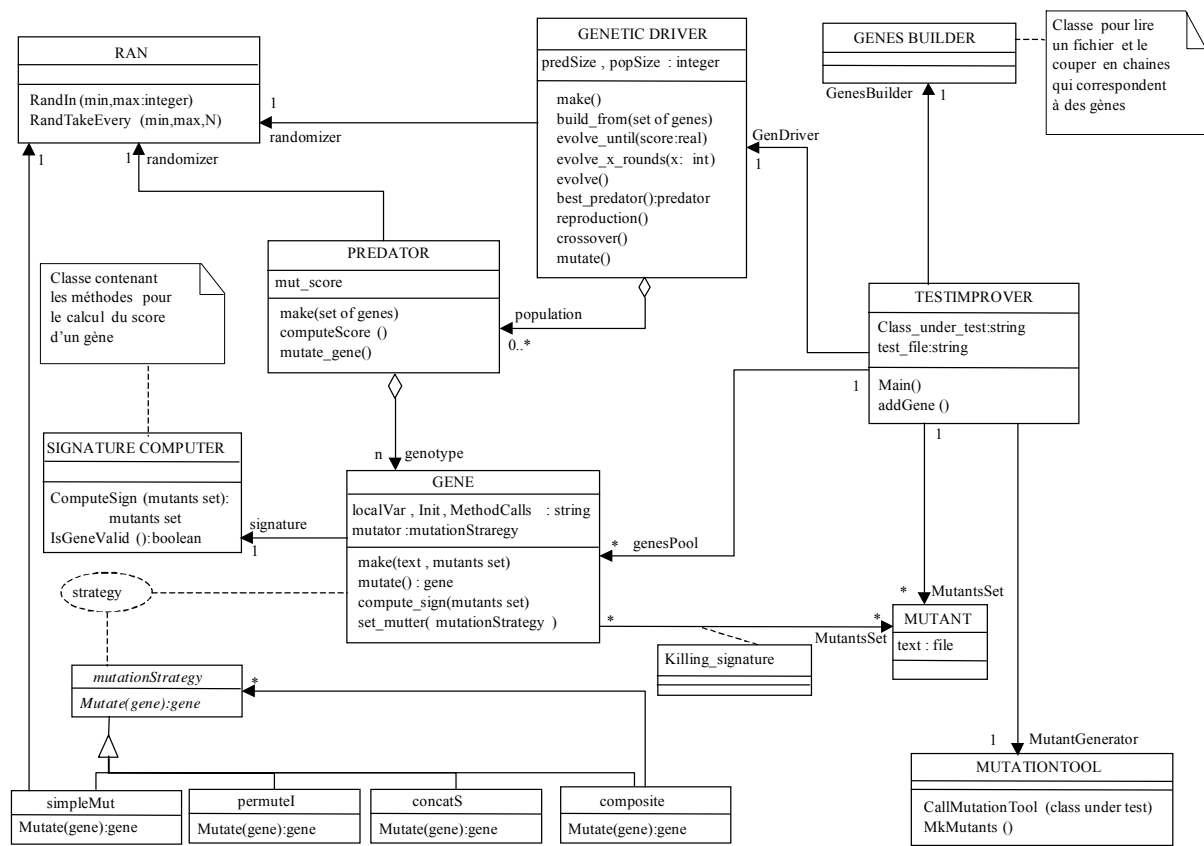 RAN
RandIn (min,max:integer)
RandTakeEvery (min,max,N)
1
randomizer
1
1
randomizer
GENETIC DRIVER
predSize , popSize : integer
make()
build_from(set of genes)
evolve_until(score:real)
evolve_x_rounds(x: int)
evolve()
best_predator():predator
reproduction()
crossover()
mutate()
GENES BUILDER
GenesBuilder
1
Classe pour lire
un fichier et le
couper en chaines
qui correspondent
à des gènes
GenDriver
1
PREDATOR
mut_score
make(set of genes)
computeScore ()
mutate_gene()
population
0..*
Classe contenant
les méthodes pour
le calcul du score
d'un gène
TESTIMPROVER
Class_under_test:string
test_file:string
Main()
addGene ()
1
1
SIGNATURE COMPUTER
ComputeSign (mutants set):
mutants set
IsGeneValid ():boolean
signature
1
n
genotype
GENE
localVar , Init , MethodCalls : string
mutator :mutationStraregy
make(text , mutants set)
mutate() : gene
compute_sign(mutants set)
set_mutter( mutationStrategy )
*
genesPool
strategy
*
*
MutantsSet
*
MutantsSet
MUTANT
text : file
Killing_signature
mutationStrategy
Mutate(gene):gene
*
1
MutantGenerator
MUTATIONTOOL
CallMutationTool (class under test)
MkMutants ()
simpleMut
Mutate(gene):gene
permuteI
Mutate(gene):gene
concatS
Mutate(gene):gene
composite
Mutate(gene):gene